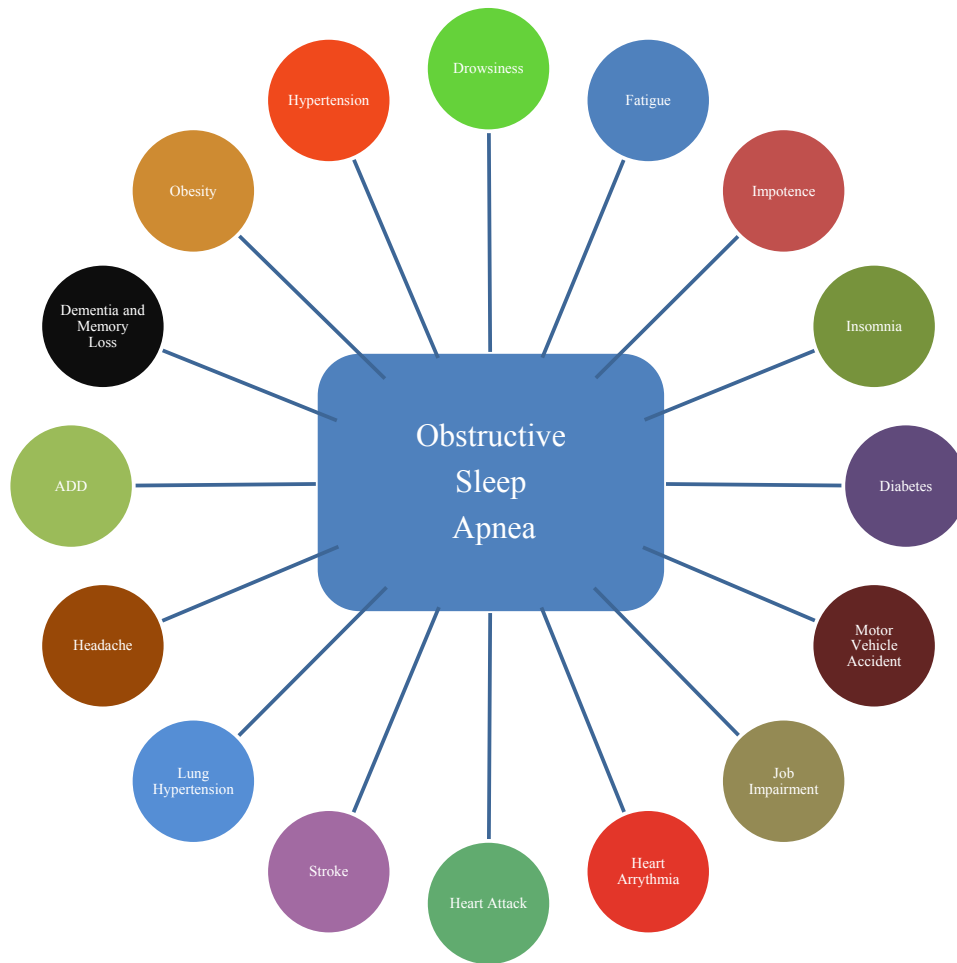 Drowsiness
Fatigue
Impotence
Insomnia
Diabetes
Motor
Vehicle
Accident
Job
Impairment
Heart
Arrythmia
Heart Attack
Stroke
Lung
Hypertension
Headache
ADD
Dementia and
Memory
Loss
Obesity
Hypertension
Obstructive
Sleep
Apnea